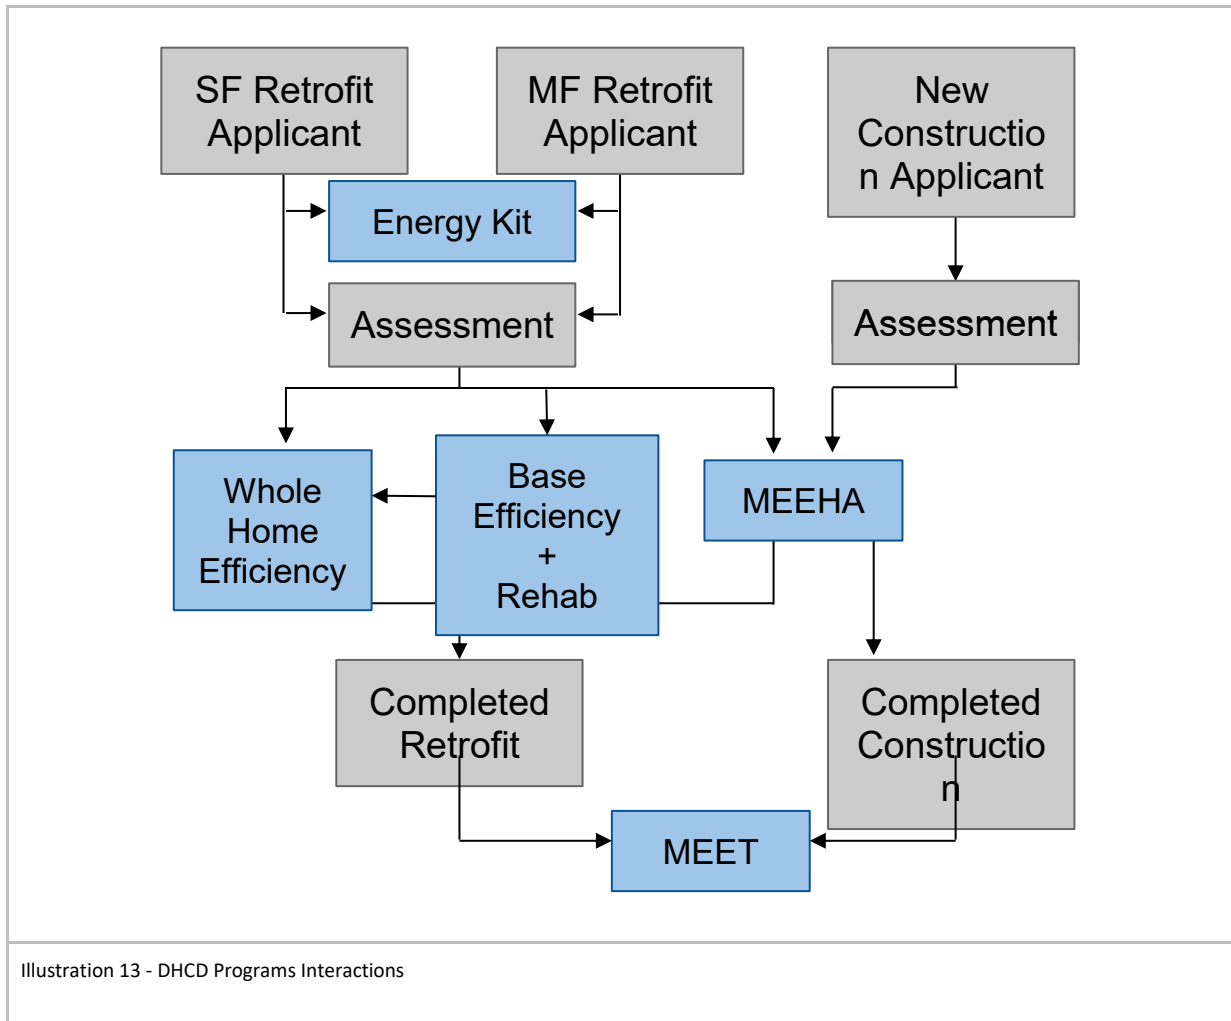 SF Retrofit
Applicant
MF Retrofit
Applicant
New
Constructio
n Applicant
Energy Kit
Assessment
Assessment
Whole
Home
Efficiency
Base
Efficiency
+
Rehab
MEEHA
Completed
Retrofit
Completed
Constructio
n
MEET
Illustration 13 - DHCD Programs Interactions